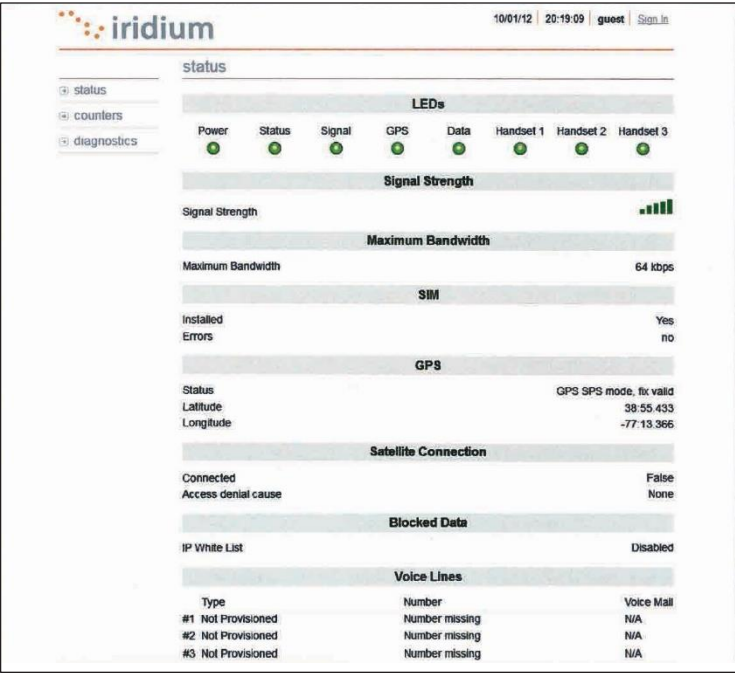 iridium
10/01/12 20:19:09 guest Sign In
status
counters
diagnostics
status
LEDs
Power Status Signal GPS Data Handset 1 Handset 2 Handset 3
Signal Strength
Signal Strength
Maximum Bandwidth
Maximum Bandwidth 64 kbps
SIM
Installed Yes
Errors no
GPS
Status GPS SPS mode, fix valid
Latitude 38:55.433
Longitude -77:13.366
Satellite Connection
Connected False
Access denial cause None
Blocked Data
IP White List Disabled
Voice Lines
Type Number Voice Mail
#1 Not Provisioned Number missing N/A
#2 Not Provisioned Number missing N/A
#3 Not Provisioned Number missing N/A